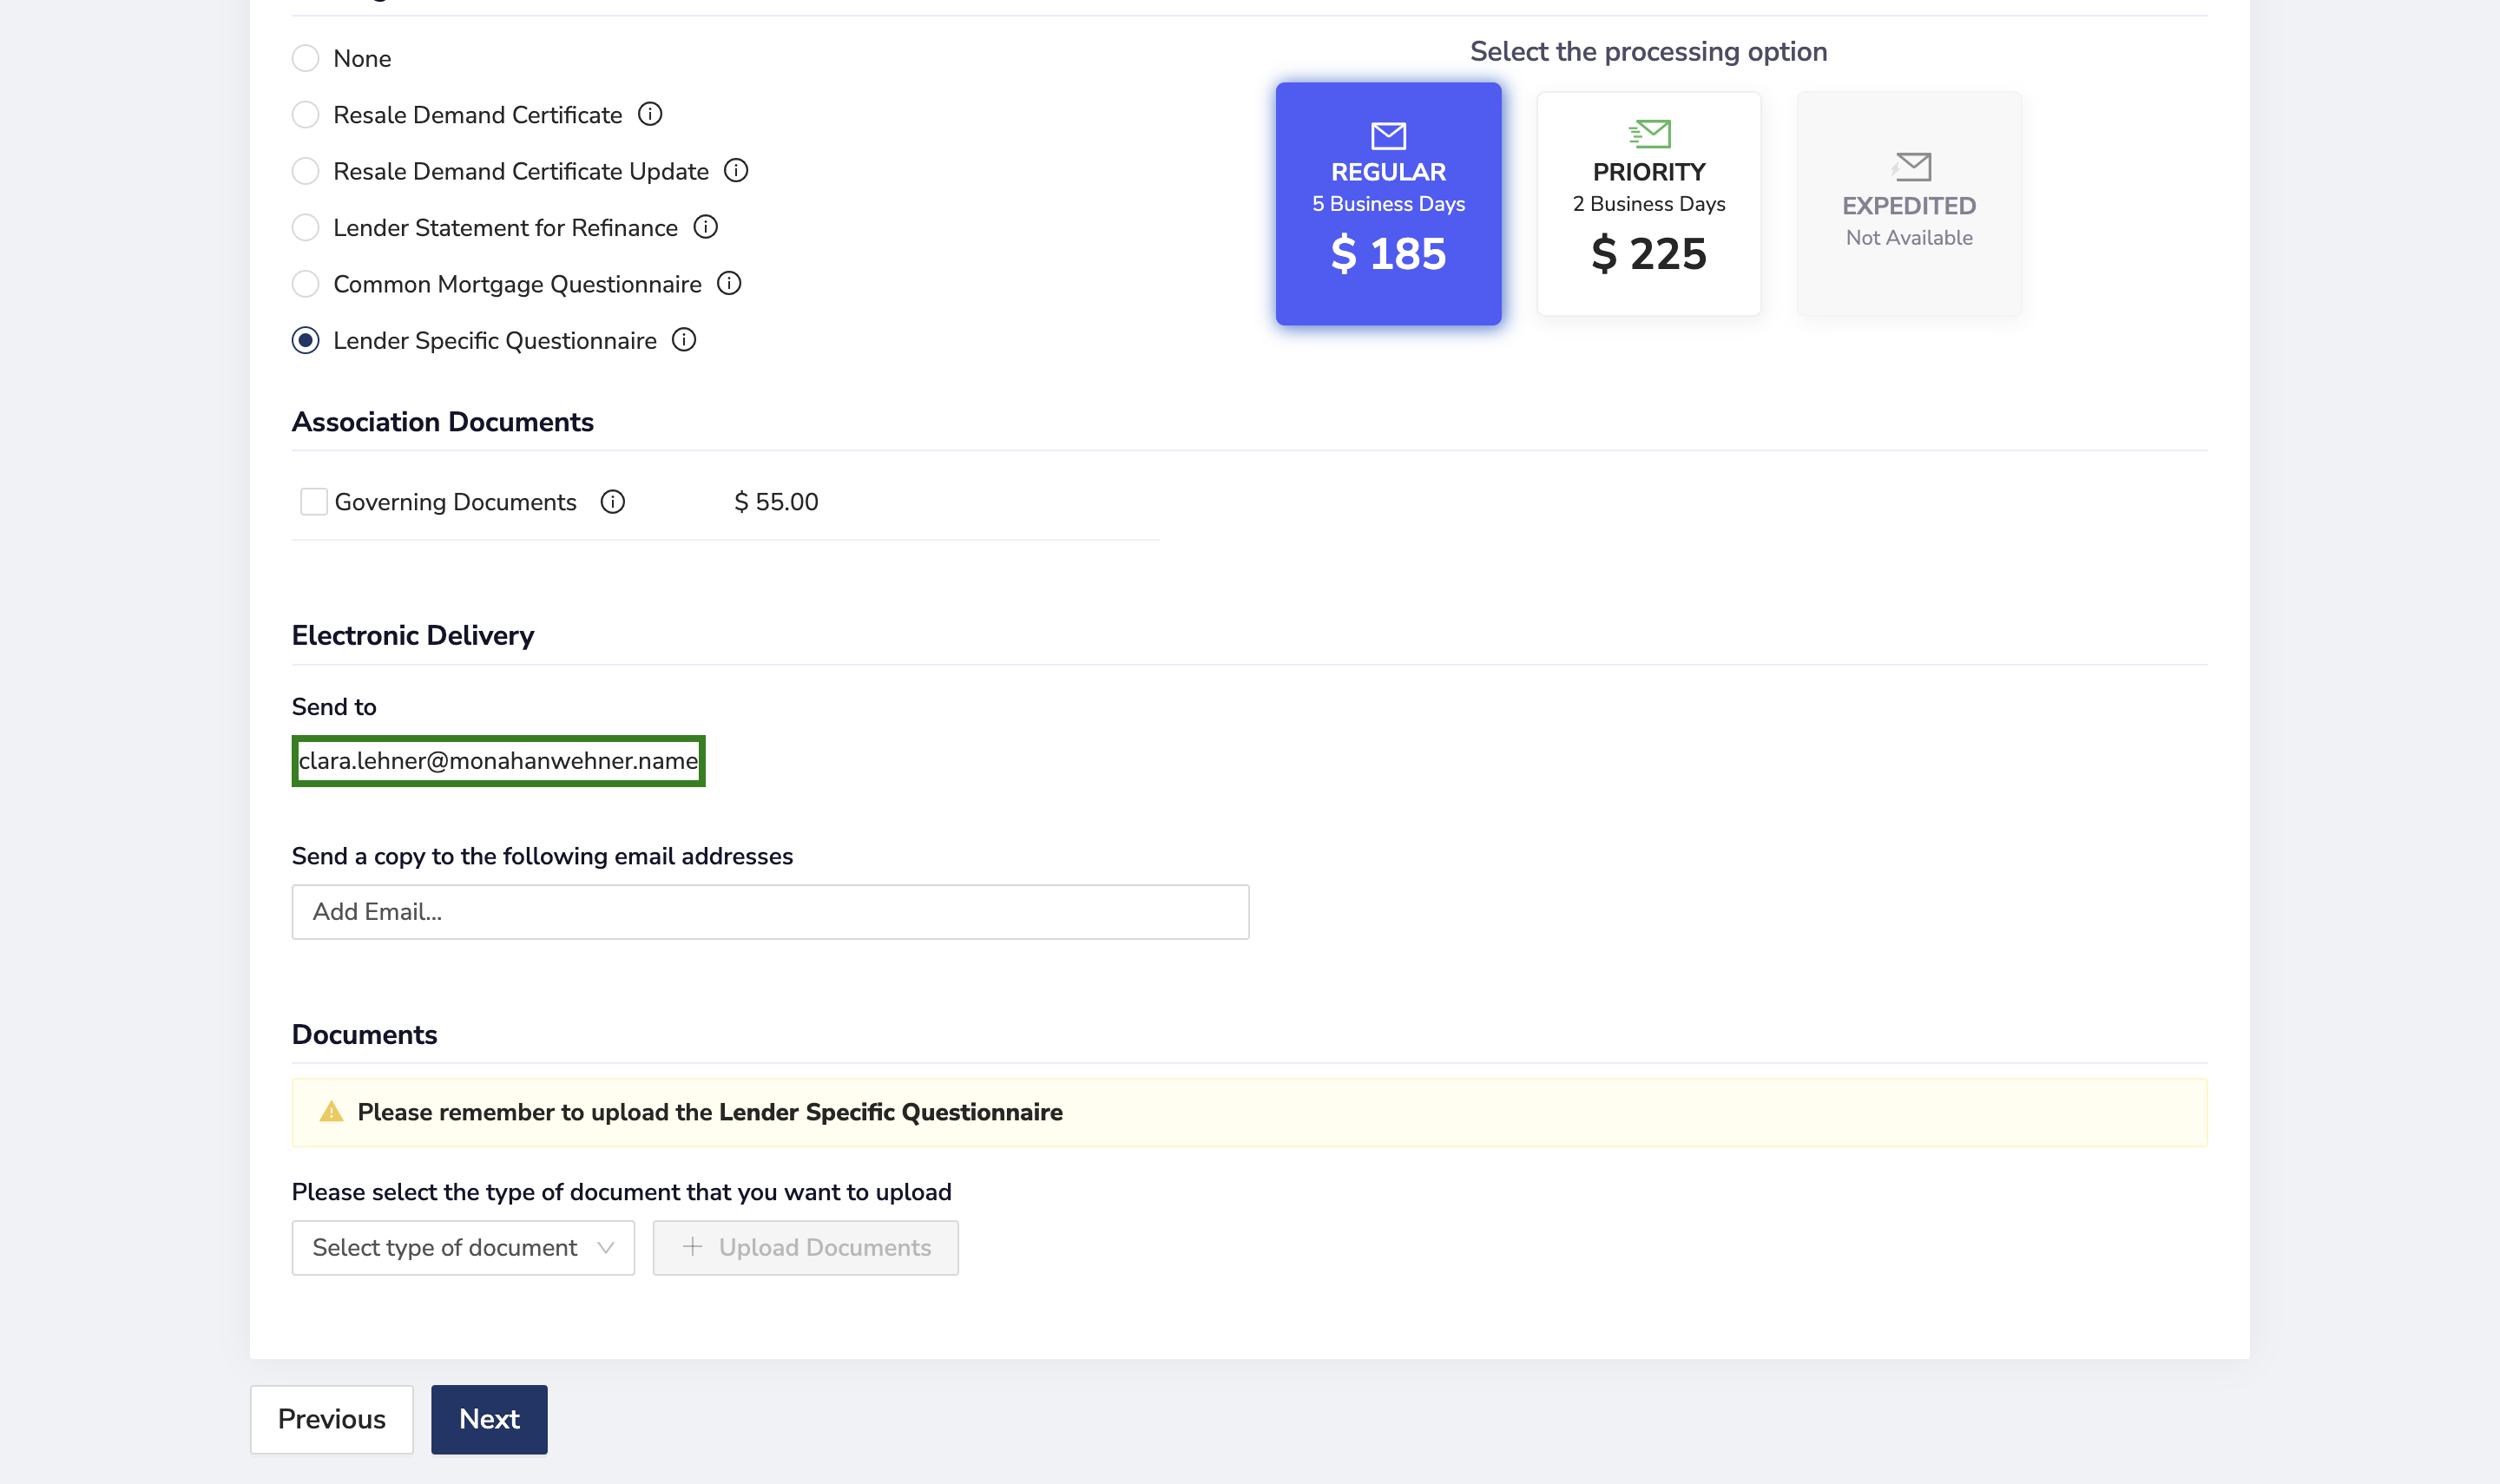 None
Resale Demand Certificate
Resale Demand Certificate Update
Lender Statement for Refinance
Common Mortgage Questionnaire
Lender Specific Questionnaire
Select the processing option
REGULAR
5 Business Days
$ 185
PRIORITY
2 Business Days
$ 225
EXPEDITED
Not Available
Association Documents
Governing Documents $ 55.00
Electronic Delivery
Send to
clara.lehner@monahanwehner.name
Send a copy to the following email addresses
Add Email...
Documents
Please remember to upload the Lender Specific Questionnaire
Please select the type of document that you want to upload
Select type of document
+ Upload Documents
Previous
Next